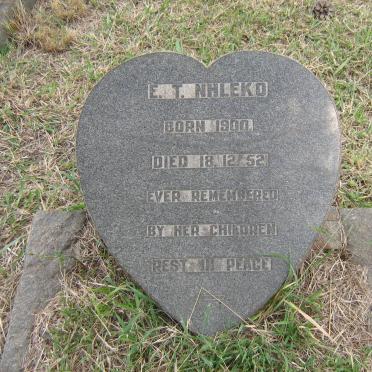 E. T. NHLEKO
BORN 1900.
DIED 18.12.52
EVER REMEMBERED
BY HER CHILDREN
REST IN PEACE